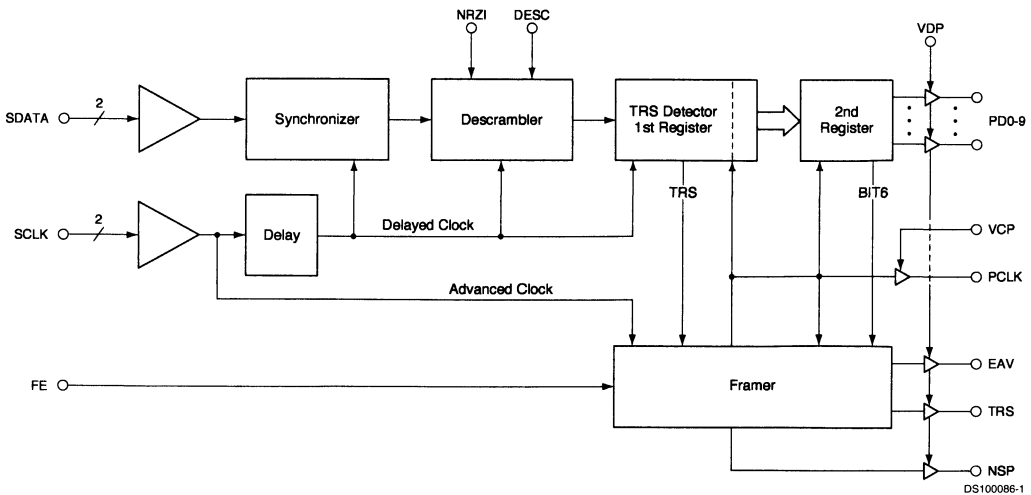 NRZI
DESC
VDP
2
SDATA
Synchronizer
Descrambler
TRS Detector
1st Register
2nd
Register
PD0-9
TRS
BIT6
2
SCLK
Delay
Delayed Clock
VCP
PCLK
Advanced Clock
EAV
FE
Framer
TRS
NSP
DS100086-1